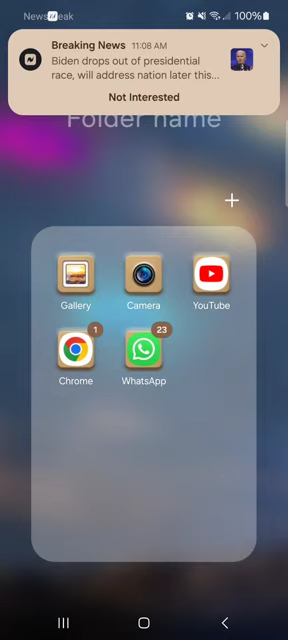 NewsBreak
100%
Breaking News 11:08 AM
Biden drops out of presidential
race, will address nation later this...
Not Interested
Folder name
+
Gallery Camera YouTube
1 23
Chrome WhatsApp